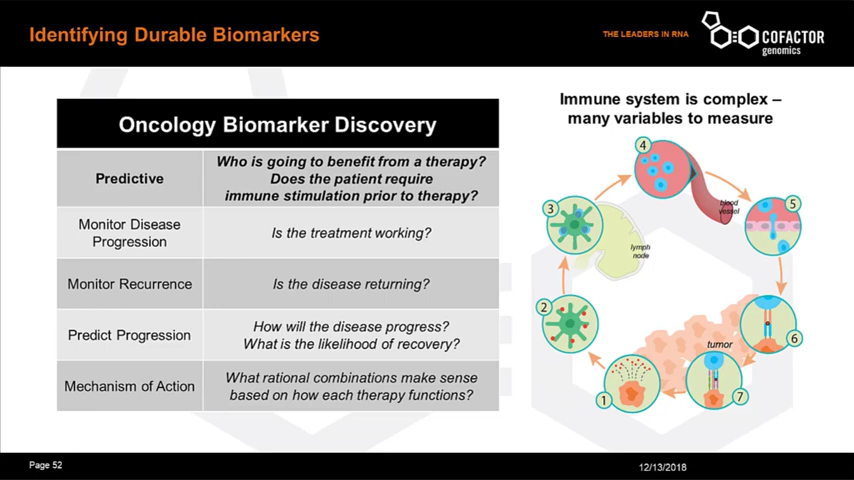 Identifying Durable Biomarkers
THE LEADERS IN RNA
COFACTOR
genomics
Oncology Biomarker Discovery
Predictive
Who is going to benefit from a therapy?
Does the patient require
immune stimulation prior to therapy?
Monitor Disease
Progression
Is the treatment working?
Monitor Recurrence
Is the disease returning?
Predict Progression
How will the disease progress?
What is the likelihood of recovery?
Mechanism of Action
What rational combinations make sense
based on how each therapy functions?
Immune system is complex –
many variables to measure
4
blood
vessel
5
3
lymph
node
2
6
tumor
1
7
Page 52
12/13/2018